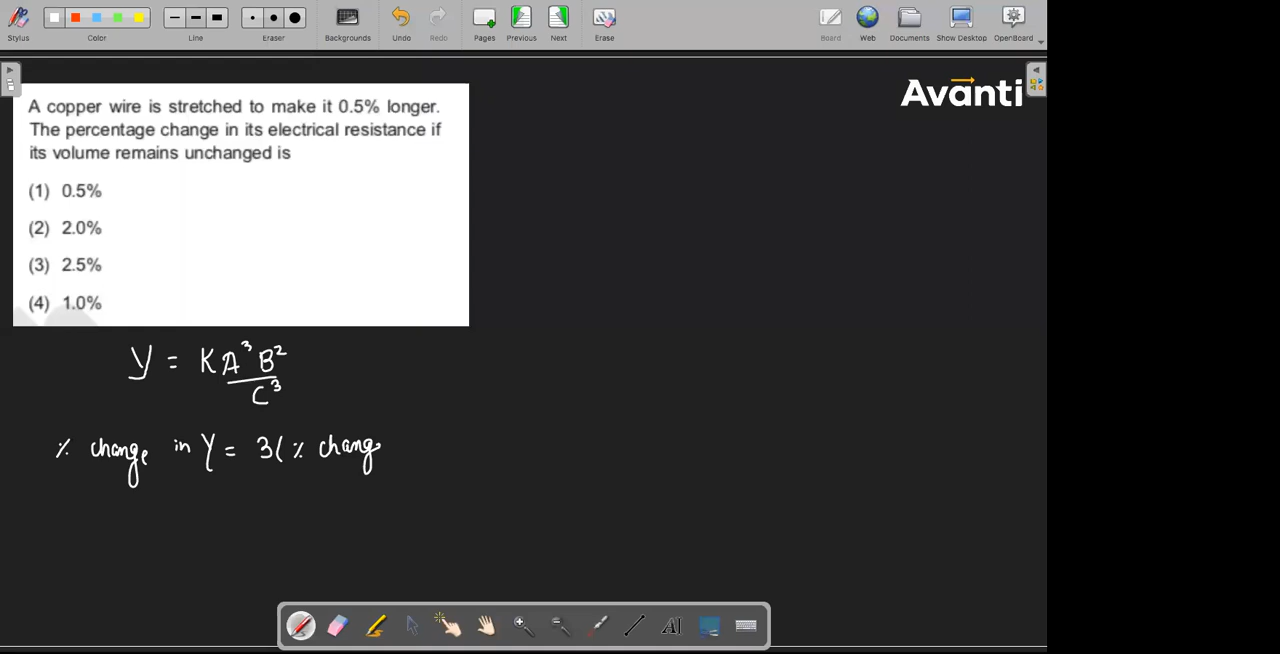 Stylus Color Line Eraser Backgrounds Undo Redo Pages Previous Next Erase Board Web Documents Show Desktop OpenBoard
Avanti
A copper wire is stretched to make it 0.5% longer.
The percentage change in its electrical resistance if
its volume remains unchanged is
(1) 0.5%
(2) 2.0%
(3) 2.5%
(4) 1.0%
Y = KA³B²
C³
% change in Y = 3(% change
AI